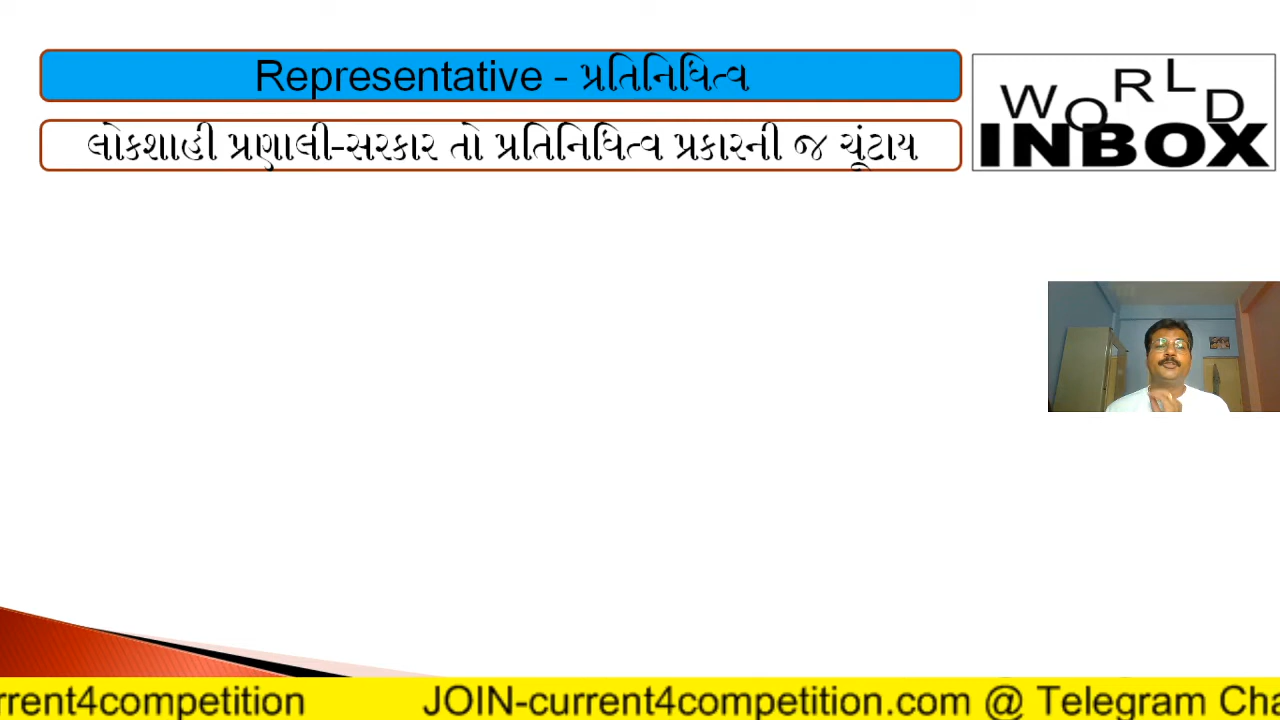 Representative - પ્રતિનિધિત્વ
લોકશાહી પ્રણાલી-સરકાર તો પ્રતિનિધિત્વ પ્રકારની જ ચૂંટાય
WORLD
INBOX
rrent4competition JOIN-current4competition.com @ Telegram Cha